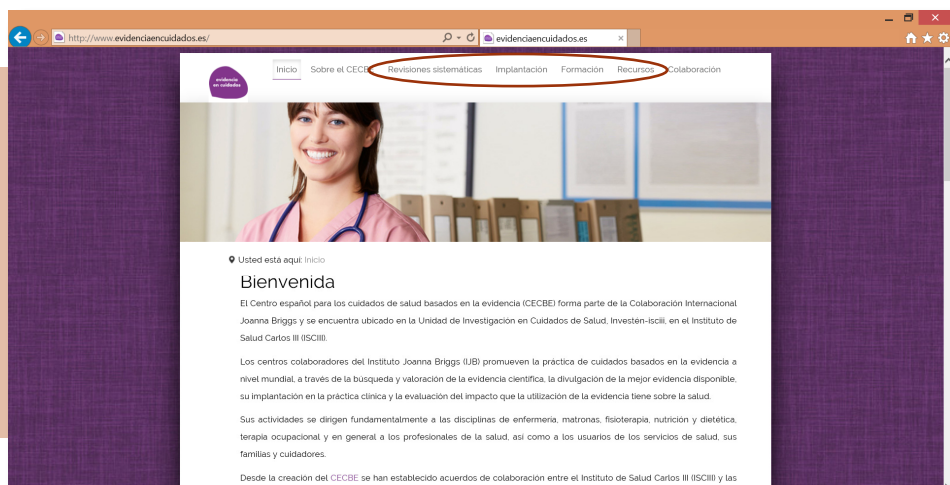 http://www.evidenciaencuidados.es/
evidenciaencuidados.es
evidencia
en cuidados
Inicio Sobre el CECBE Revisiones sistemáticas Implantación Formación Recursos Colaboración
Usted está aquí: Inicio
Bienvenida
El Centro español para los cuidados de salud basados en la evidencia (CECBE) forma parte de la Colaboración Internacional
Joanna Briggs y se encuentra ubicado en la Unidad de Investigación en Cuidados de Salud, Investén-isciii, en el Instituto de
Salud Carlos III (ISCIII).
Los centros colaboradores del Instituto Joanna Briggs (IJB) promueven la práctica de cuidados basados en la evidencia a
nivel mundial, a través de la búsqueda y valoración de la evidencia científica, la divulgación de la mejor evidencia disponible,
su implantación en la práctica clínica y la evaluación del impacto que la utilización de la evidencia tiene sobre la salud.
Sus actividades se dirigen fundamentalmente a las disciplinas de enfermería, matronas, fisioterapia, nutrición y dietética,
terapia ocupacional y en general a los profesionales de la salud, así como a los usuarios de los servicios de salud, sus
familias y cuidadores.
Desde la creación del CECBE se han establecido acuerdos de colaboración entre el Instituto de Salud Carlos III (ISCIII) y las